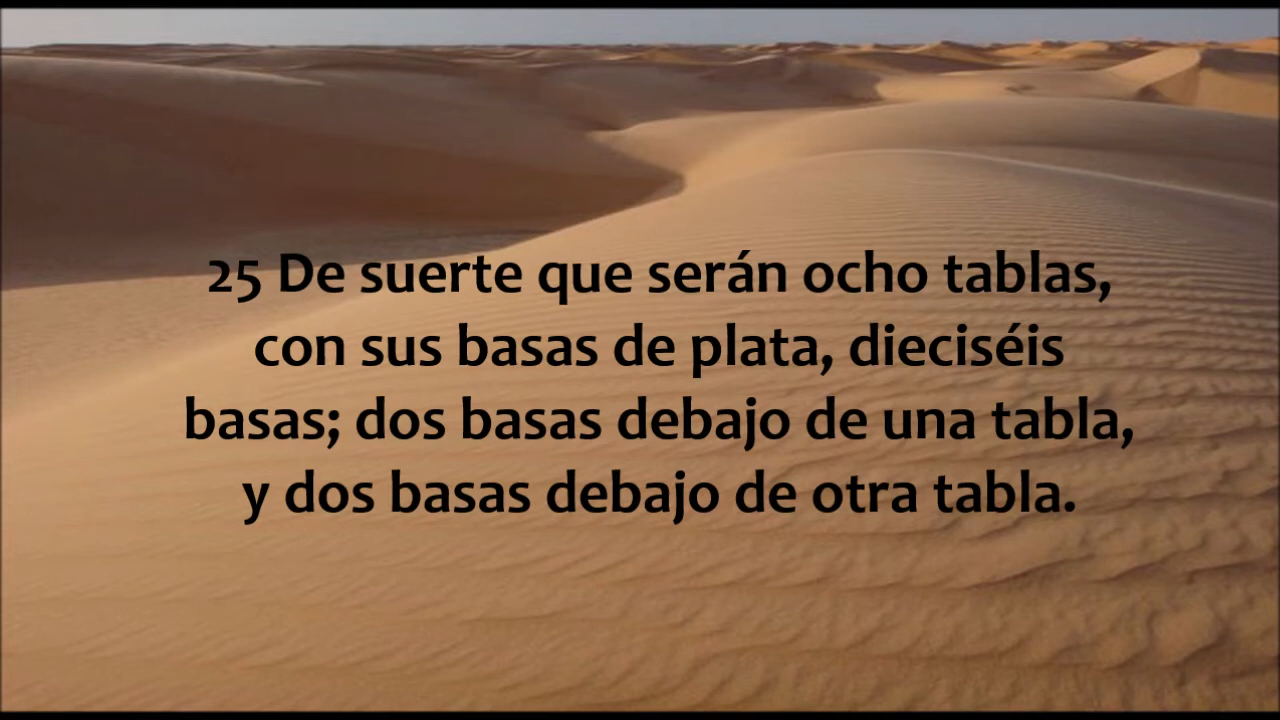 25 De suerte que serán ocho tablas,
con sus basas de plata, dieciséis
basas; dos basas debajo de una tabla,
y dos basas debajo de otra tabla.